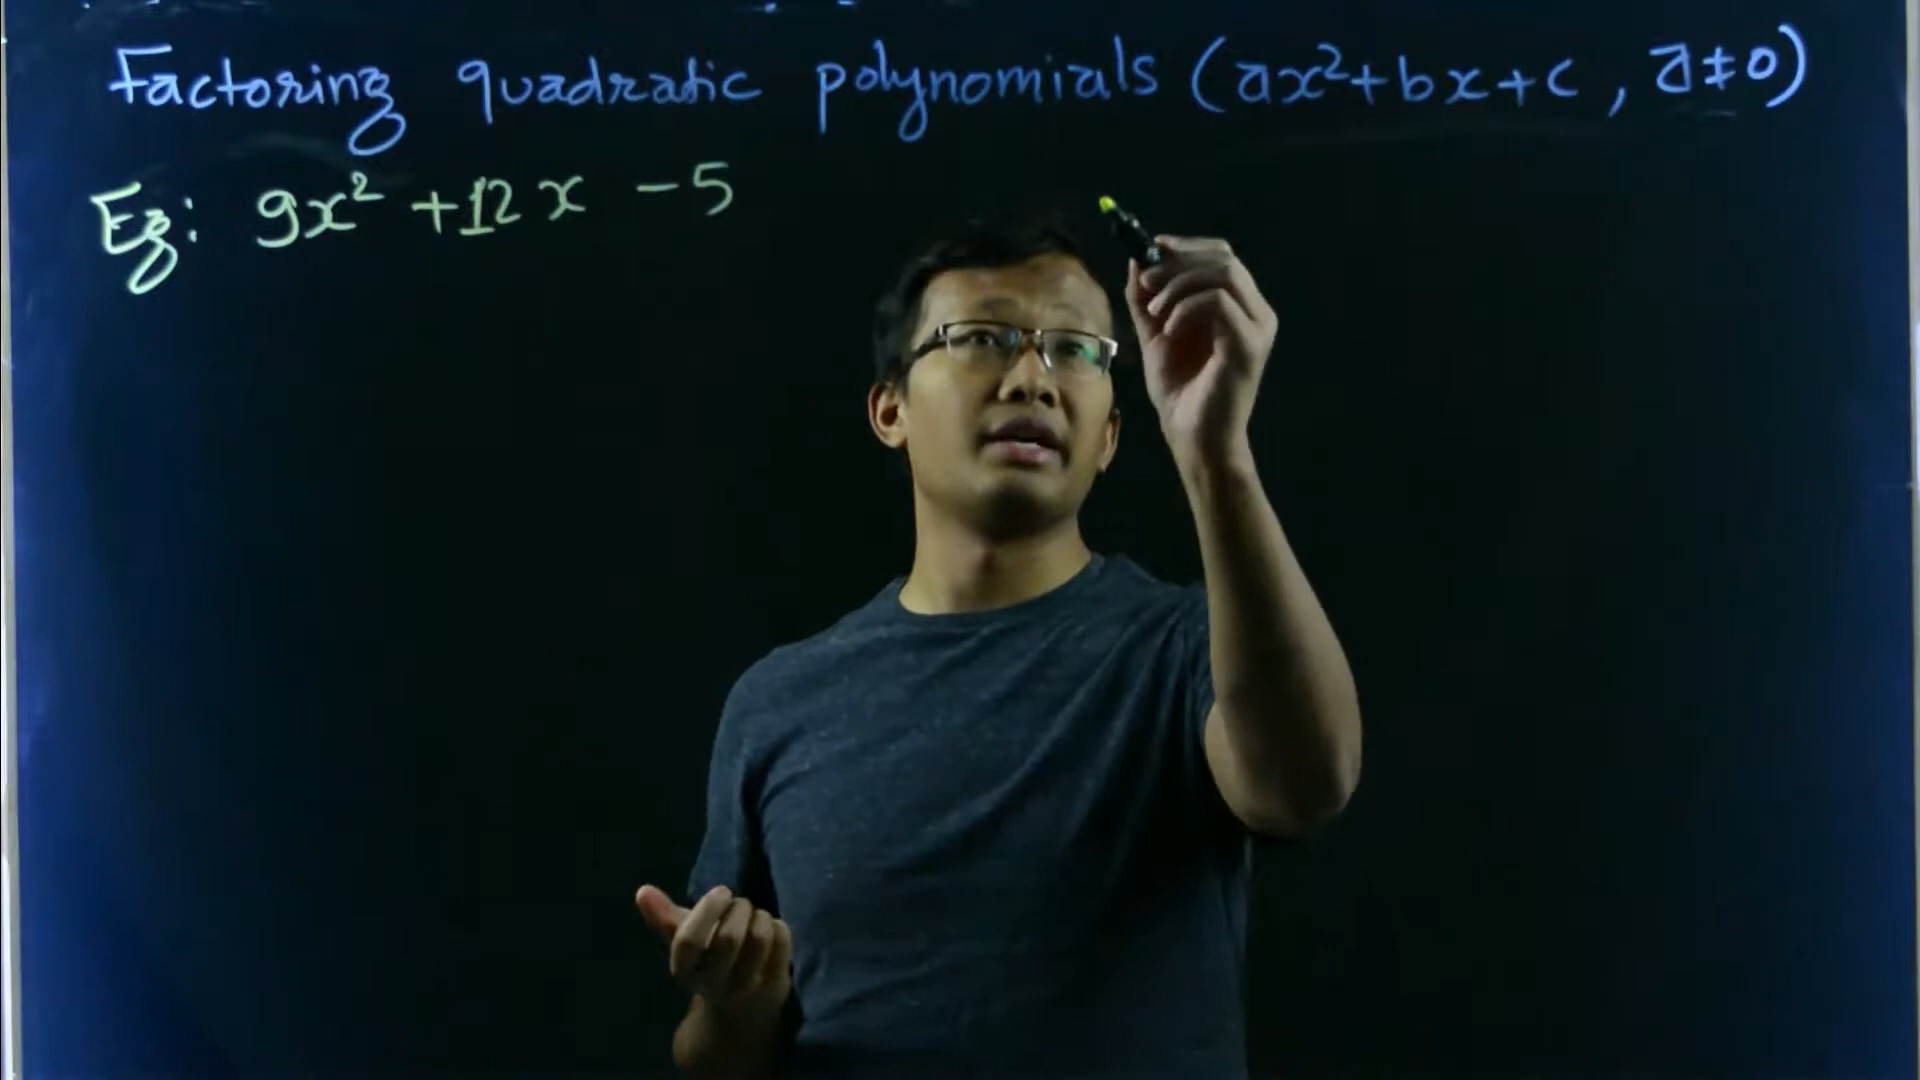 Factoring quadratic polynomials (ax²+bx+c, a≠0)
Eg: 9x² +12x -5